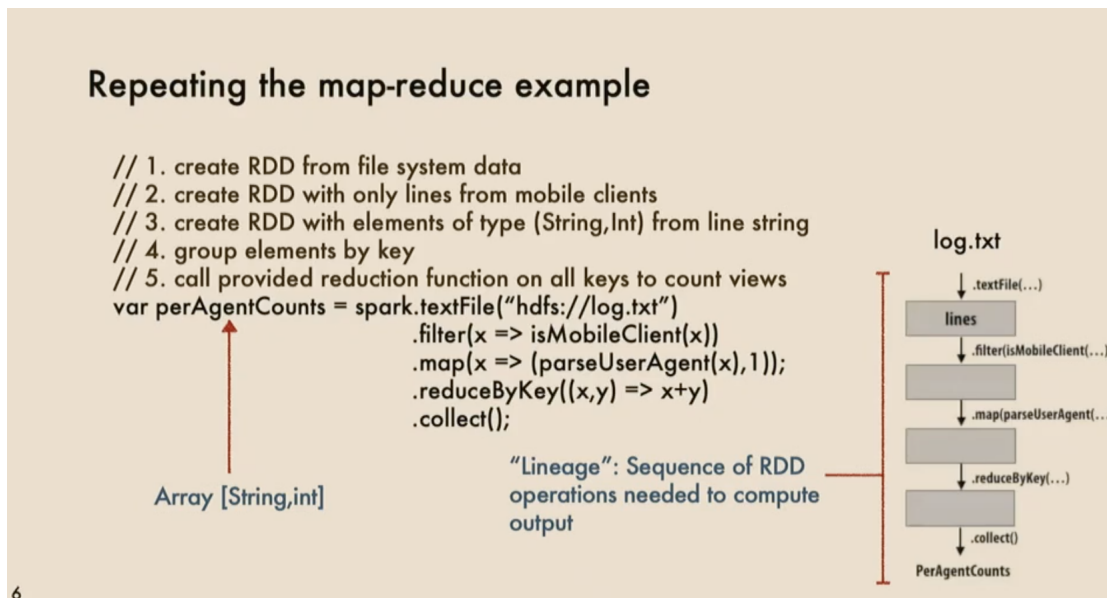 Repeating the map-reduce example
// 1. create RDD from file system data
// 2. create RDD with only lines from mobile clients
// 3. create RDD with elements of type (String,Int) from line string
// 4. group elements by key
// 5. call provided reduction function on all keys to count views
var perAgentCounts = spark.textFile(“hdfs://log.txt”)
.filter(x => isMobileClient(x))
.map(x => (parseUserAgent(x),1));
.reduceByKey((x,y) => x+y)
.collect();
Array [String,int]
“Lineage”: Sequence of RDD
operations needed to compute
output
log.txt
.textFile(...)
lines
.filter(isMobileClient(...)
.map(parseUserAgent(...
.reduceByKey(...)
.collect()
PerAgentCounts
6